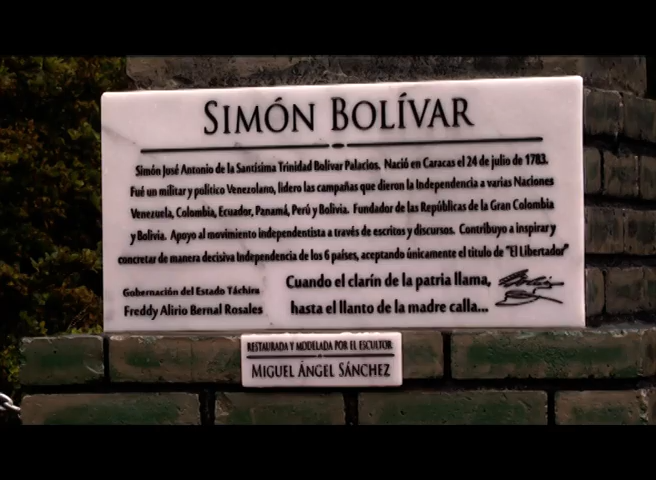 SIMÓN BOLÍVAR
Simón José Antonio de la Santísima Trinidad Bolívar Palacios. Nació en Caracas el 24 de julio de 1783.
Fué un militar y político Venezolano, lidero las campañas que dieron la Independencia a varias Naciones
Venezuela, Colombia, Ecuador, Panamá, Perú y Bolivia. Fundador de las Repúblicas de la Gran Colombia
y Bolivia. Apoyo al movimiento independentista a través de escritos y discursos. Contribuyo a inspirar y
concretar de manera decisiva Independencia de los 6 países, aceptando únicamente el titulo de "El Libertador"
Gobernación del Estado Táchira
Freddy Alirio Bernal Rosales
Cuando el clarín de la patria llama,
hasta el llanto de la madre calla...
RESTAURADA Y MODELADA POR EL ESCULTOR
MIGUEL ÁNGEL SÁNCHEZ